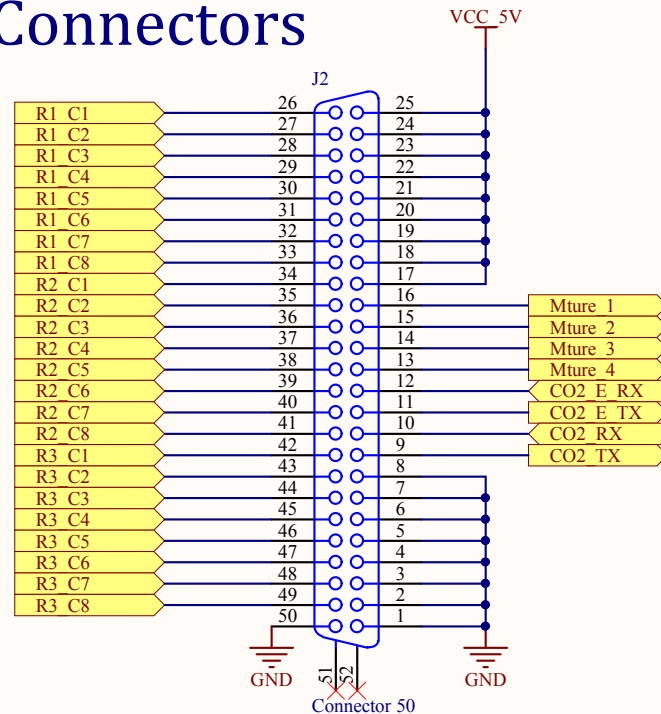 Connectors
VCC_5V
J2
R1_C1 26 25
R1_C2 27 24
R1_C3 28 23
R1_C4 29 22
R1_C5 30 21
R1_C6 31 20
R1_C7 32 19
R1_C8 33 18
R2_C1 34 17
R2_C2 35 16 Mture_1
R2_C3 36 15 Mture_2
R2_C4 37 14 Mture_3
R2_C5 38 13 Mture_4
R2_C6 39 12 CO2_E_RX
R2_C7 40 11 CO2_E_TX
R2_C8 41 10 CO2_RX
R3_C1 42 9 CO2_TX
R3_C2 43 8
R3_C3 44 7
R3_C4 45 6
R3_C5 46 5
R3_C6 47 4
R3_C7 48 3
R3_C8 49 2
50 1
51 52
GND GND
Connector 50